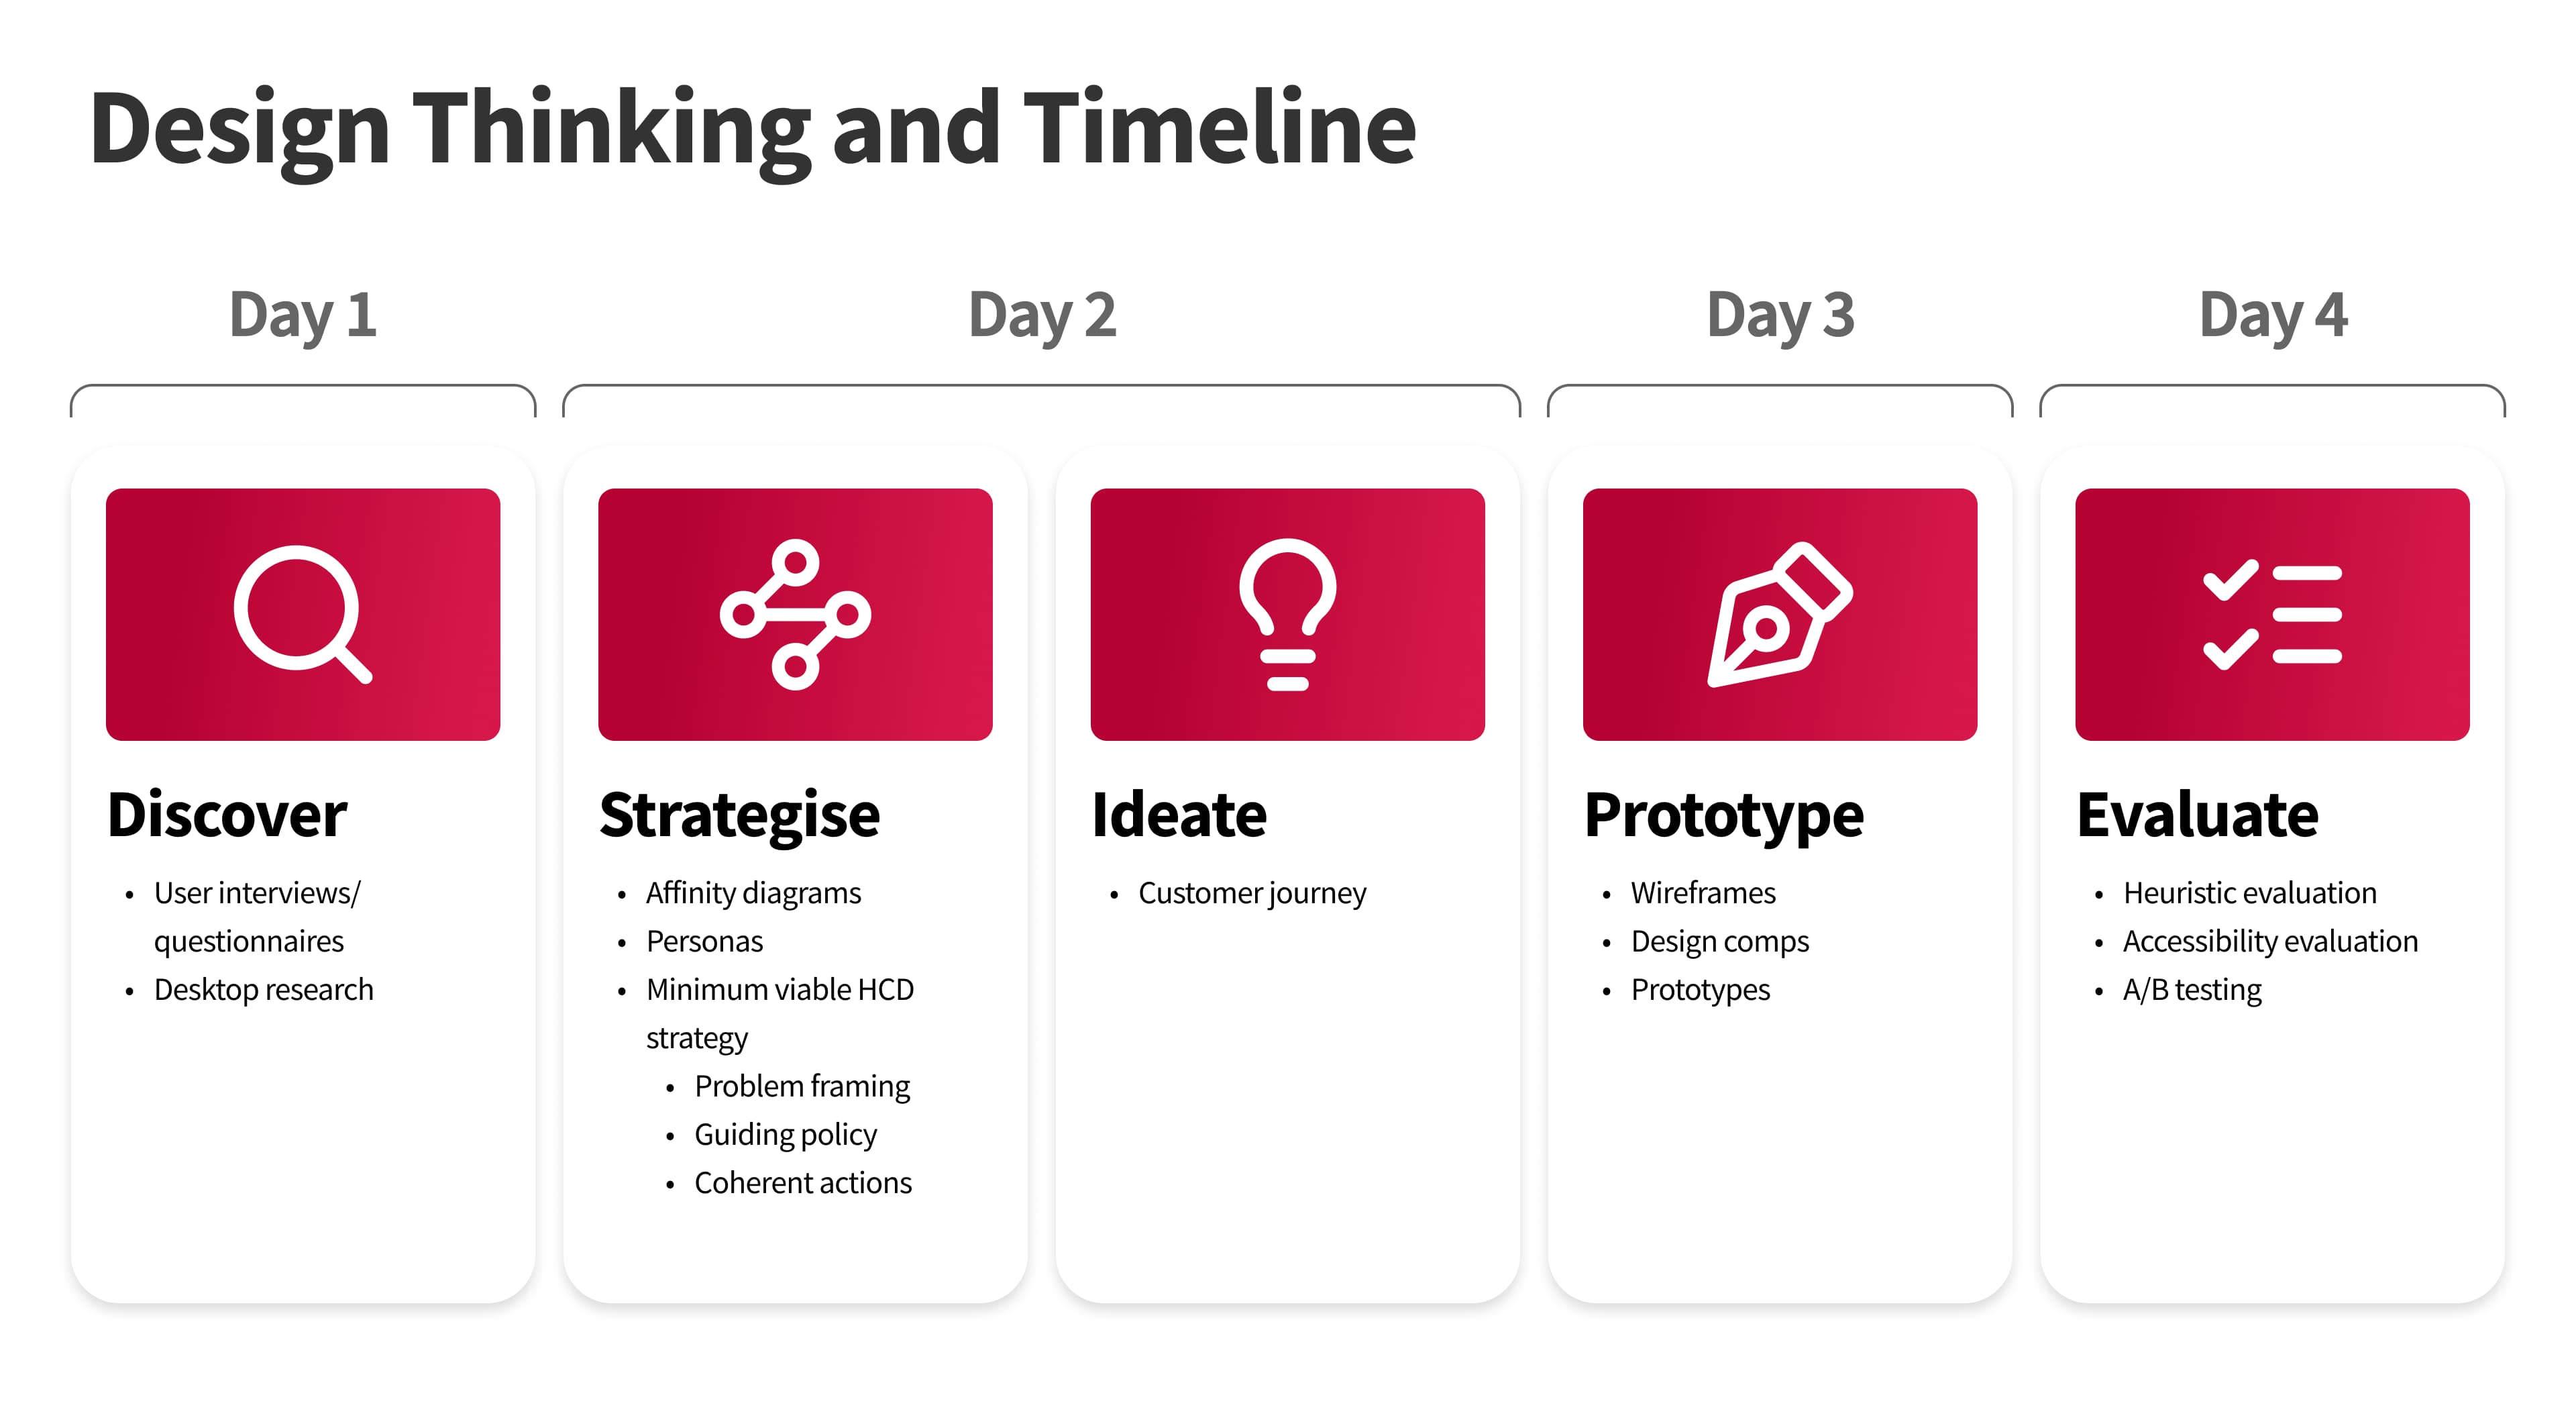 Design Thinking and Timeline
Day 1
Day 2
Day 3
Day 4
Discover
• User interviews/
questionnaires
• Desktop research
Strategise
• Affinity diagrams
• Personas
• Minimum viable HCD
strategy
• Problem framing
• Guiding policy
• Coherent actions
Ideate
• Customer journey
Prototype
• Wireframes
• Design comps
• Prototypes
Evaluate
• Heuristic evaluation
• Accessibility evaluation
• A/B testing